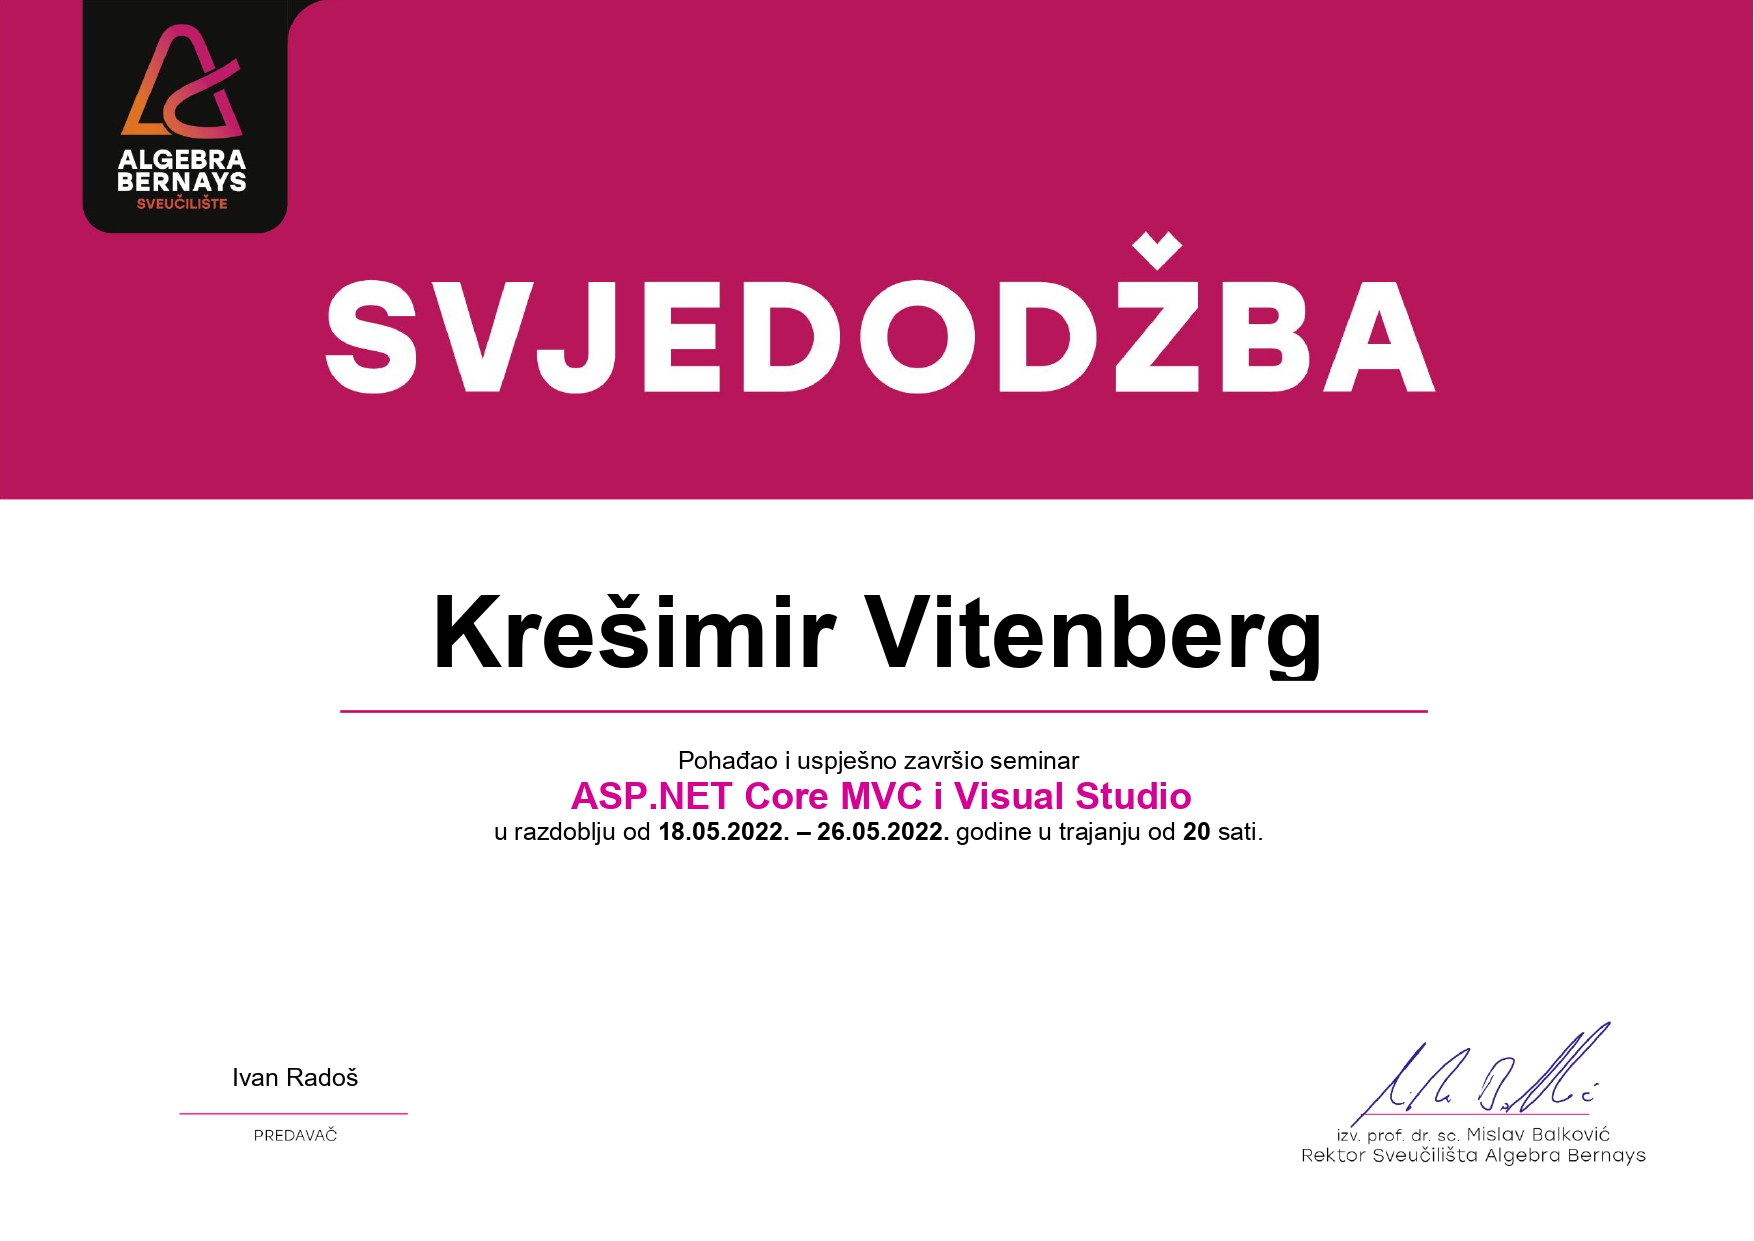 ALGEBRA
BERNAYS
SVEUČILIŠTE
SVJEDODŽBA
Krešimir Vitenberg
Pohađao i uspješno završio seminar
ASP.NET Core MVC i Visual Studio
u razdoblju od 18.05.2022. – 26.05.2022. godine u trajanju od 20 sati.
Ivan Radoš
PREDAVAČ
izv. prof. dr. sc. Mislav Balković
Rektor Sveučilišta Algebra Bernays